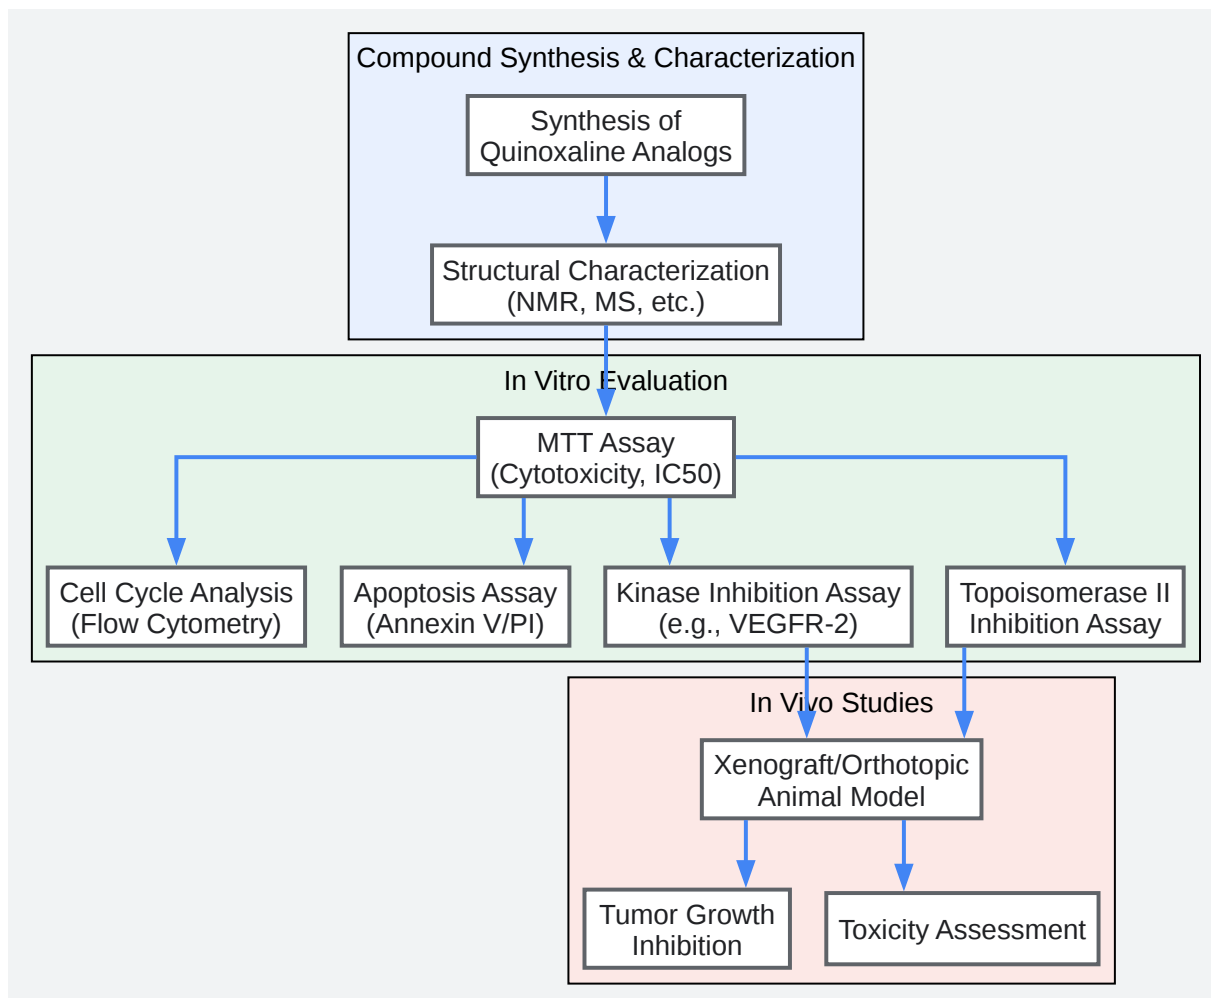 Compound Synthesis & Characterization
Synthesis of
Quinoxaline Analogs
Structural Characterization
(NMR, MS, etc.)
In Vitro Evaluation
MTT Assay
(Cytotoxicity, IC50)
Cell Cycle Analysis
(Flow Cytometry)
Apoptosis Assay
(Annexin V/PI)
Kinase Inhibition Assay
(e.g., VEGFR-2)
Topoisomerase II
Inhibition Assay
In Vivo Studies
Xenograft/Orthotopic
Animal Model
Tumor Growth
Inhibition
Toxicity Assessment